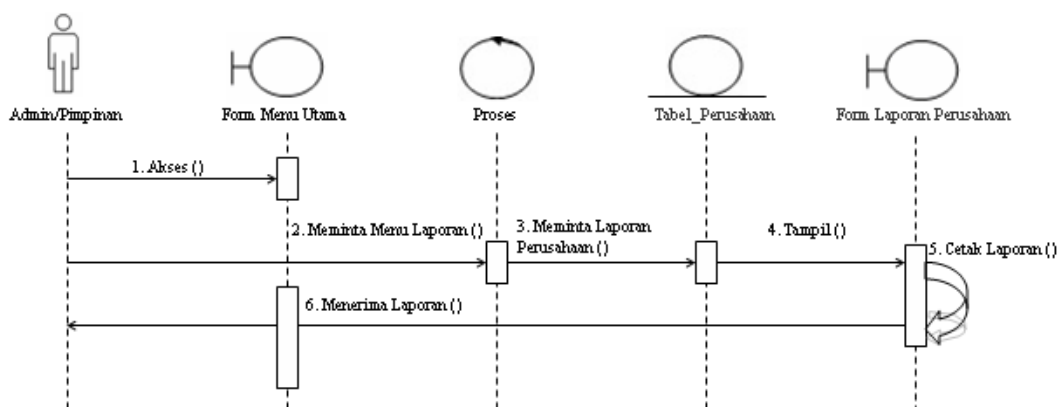 Admin/Pimpinan
Form Menu Utama
Proses
Tabel_Perusahaan
Form Laporan Perusahaan
1. Akses ()
2. Meminta Menu Laporan ()
3. Meminta Laporan
Perusahaan ()
4. Tampil ()
5. Cetak Laporan ()
6. Menerima Laporan ()